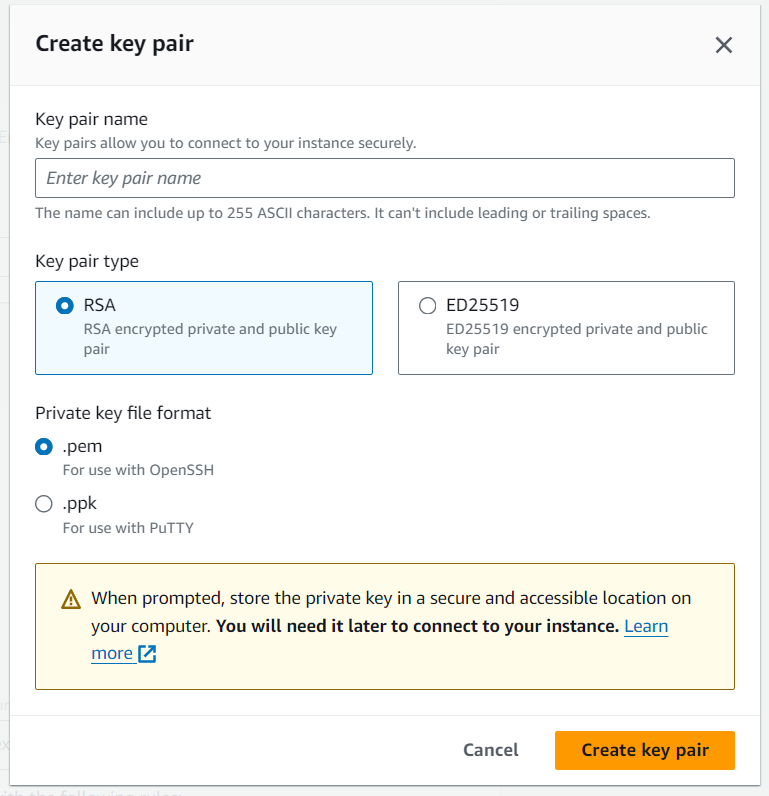 Create key pair
Key pair name
Key pairs allow you to connect to your instance securely.
Enter key pair name
The name can include up to 255 ASCII characters. It can't include leading or trailing spaces.
Key pair type
RSA
RSA encrypted private and public key
pair
ED25519
ED25519 encrypted private and public
key pair
Private key file format
.pem
For use with OpenSSH
.ppk
For use with PuTTY
When prompted, store the private key in a secure and accessible location on
your computer. You will need it later to connect to your instance. Learn
more
Cancel
Create key pair